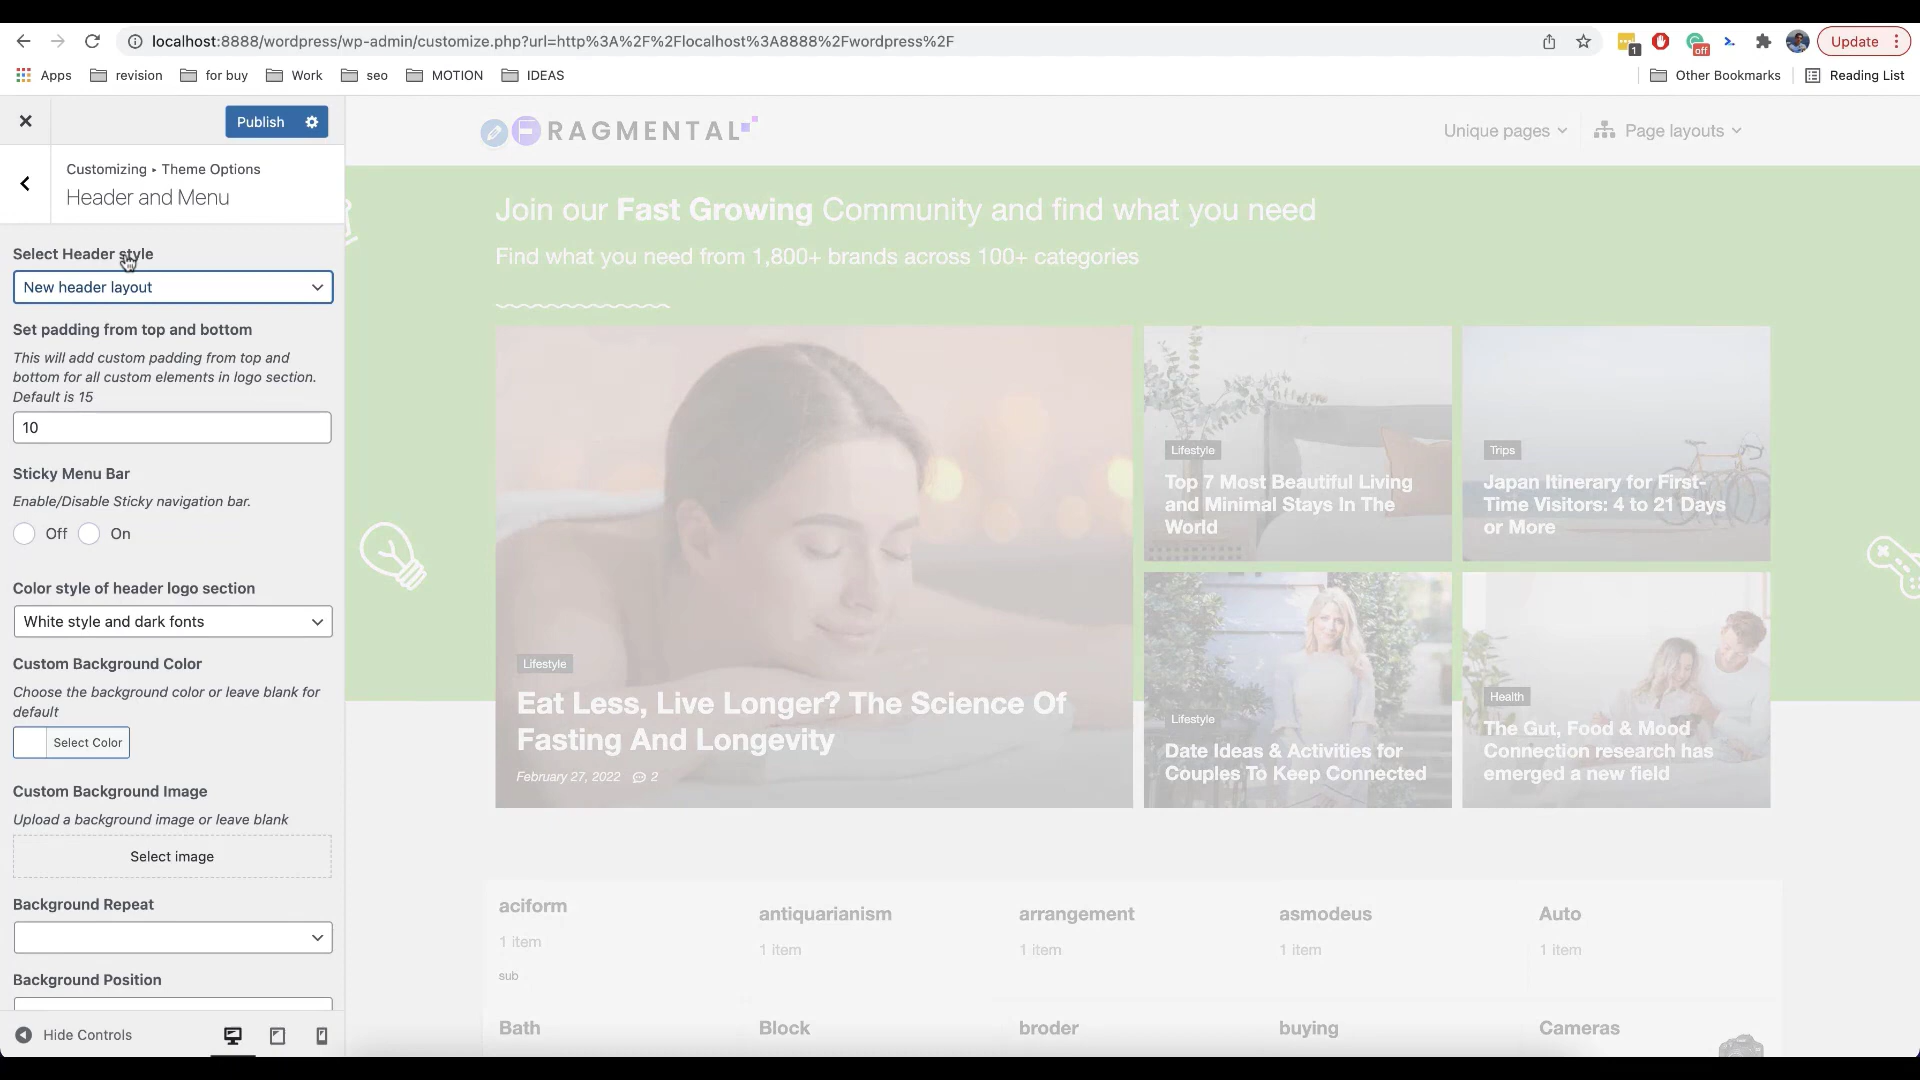 localhost:8888/wordpress/wp-admin/customize.php?url=http%3A%2F%2Flocalhost%3A8888%2Fwordpress%2F
1
off
Update
Apps
revision
for buy
Work
seo
MOTION
IDEAS
Other Bookmarks
Reading List
Publish
Customizing ▸ Theme Options
Header and Menu
Select Header style
New header layout
Set padding from top and bottom
This will add custom padding from top and
bottom for all custom elements in logo section.
Default is 15
10
Sticky Menu Bar
Enable/Disable Sticky navigation bar.
Off
On
Color style of header logo section
White style and dark fonts
Custom Background Color
Choose the background color or leave blank for
default
Select Color
Custom Background Image
Upload a background image or leave blank
Select image
Background Repeat
Background Position
Hide Controls
FRAGMENTAL
Unique pages
Page layouts
Join our Fast Growing Community and find what you need
Find what you need from 1,800+ brands across 100+ categories
Lifestyle
Eat Less, Live Longer? The Science Of
Fasting And Longevity
February 27, 2022
2
Lifestyle
Top 7 Most Beautiful Living
and Minimal Stays In The
World
Trips
Japan Itinerary for First-
Time Visitors: 4 to 21 Days
or More
Lifestyle
Date Ideas & Activities for
Couples To Keep Connected
Health
The Gut, Food & Mood
Connection research has
emerged a new field
aciform
1 item
sub
antiquarianism
1 item
arrangement
1 item
asmodeus
1 item
Auto
1 item
Bath
Block
broder
buying
Cameras